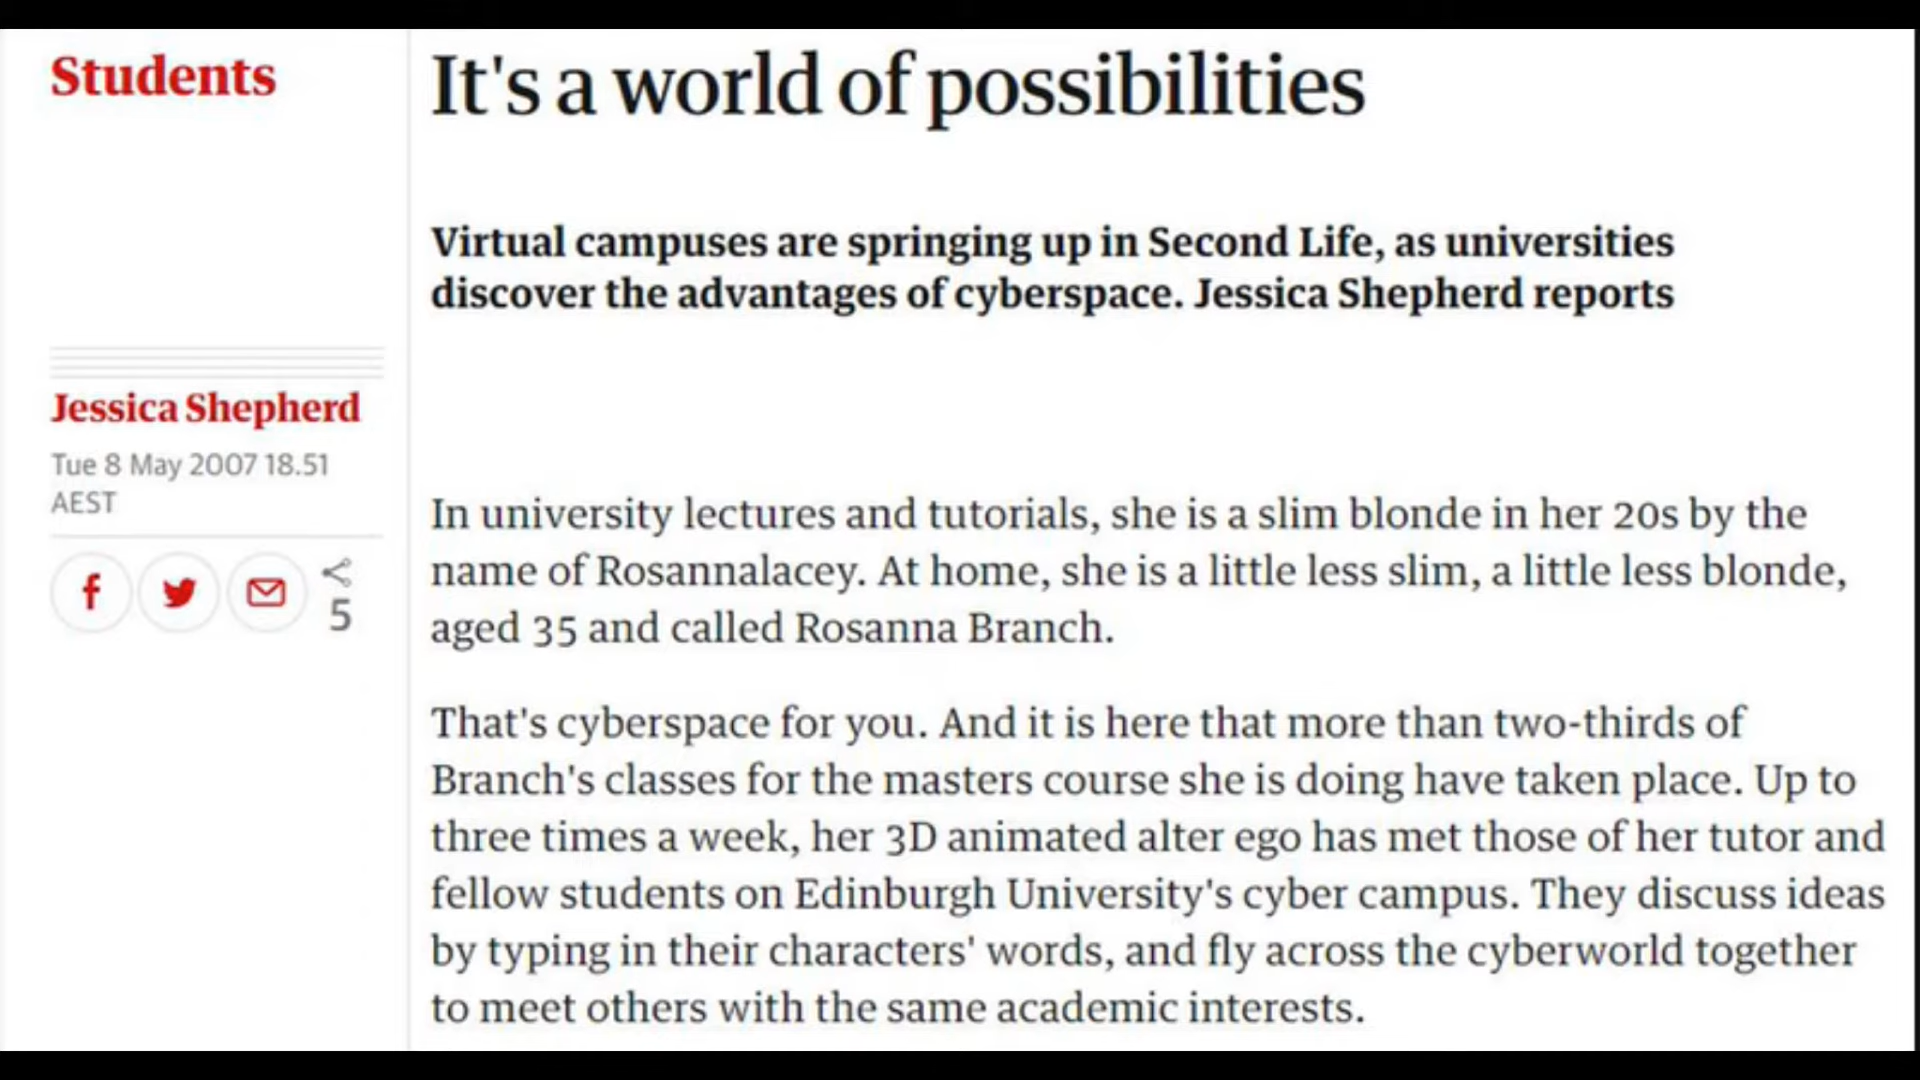 Students
It's a world of possibilities
Virtual campuses are springing up in Second Life, as universities
discover the advantages of cyberspace. Jessica Shepherd reports
Jessica Shepherd
Tue 8 May 2007 18.51
AEST
f
5
In university lectures and tutorials, she is a slim blonde in her 20s by the
name of Rosannalacey. At home, she is a little less slim, a little less blonde,
aged 35 and called Rosanna Branch.
That's cyberspace for you. And it is here that more than two-thirds of
Branch's classes for the masters course she is doing have taken place. Up to
three times a week, her 3D animated alter ego has met those of her tutor and
fellow students on Edinburgh University's cyber campus. They discuss ideas
by typing in their characters' words, and fly across the cyberworld together
to meet others with the same academic interests.